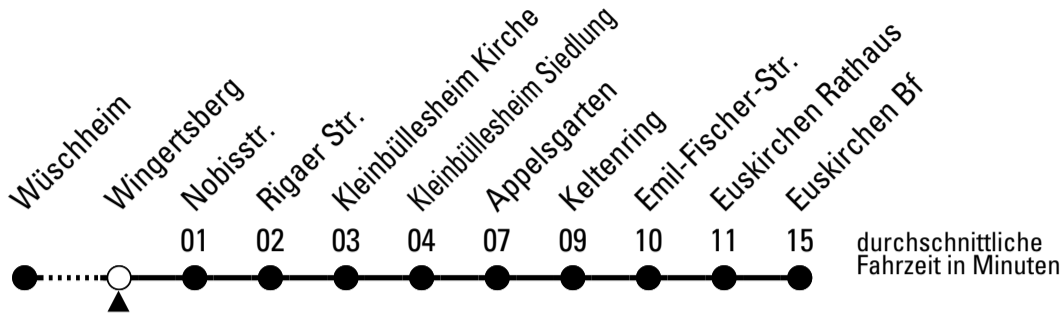 Wüschheim
Wingertsberg
Nobisstr.
Rigaer Str.
Kleinbüllesheim Kirche
Kleinbüllesheim Siedlung
Appelsgarten
Keltenring
Emil-Fischer-Str.
Euskirchen Rathaus
Euskirchen Bf
01 02 03 04 07 09 10 11 15
durchschnittliche
Fahrzeit in Minuten